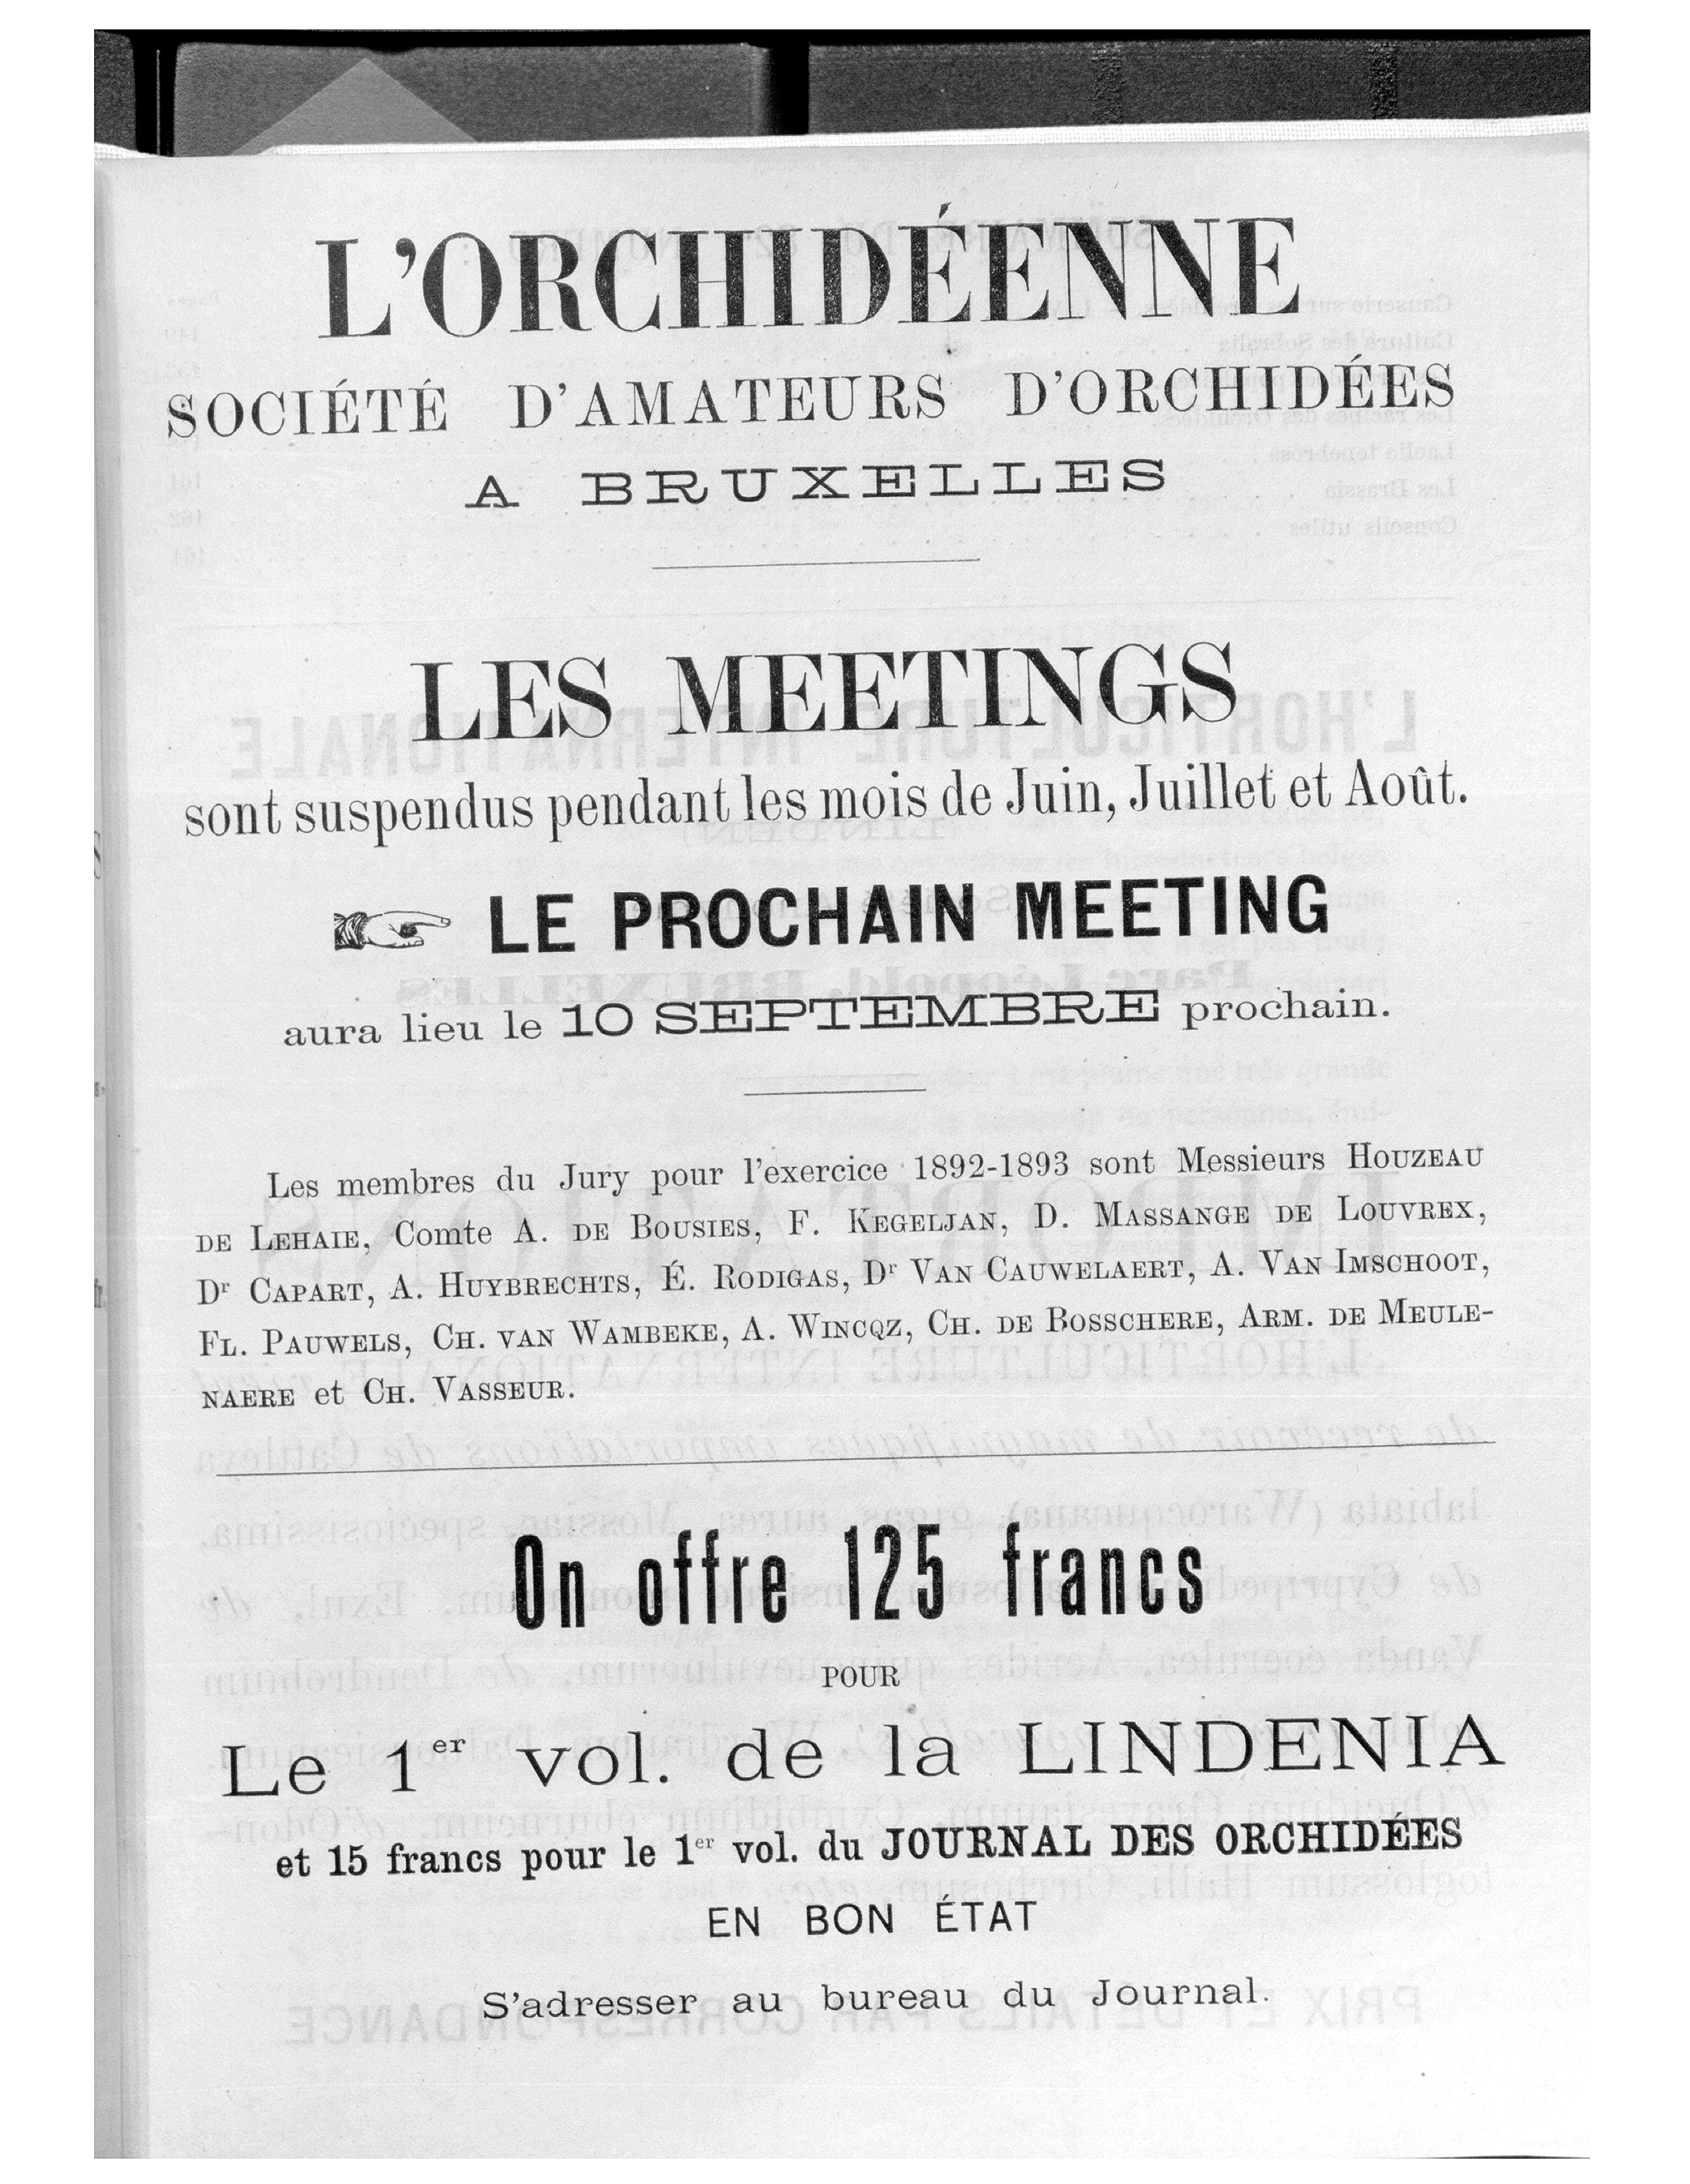 L'ORCHIDÉENNE
SOCIÉTÉ D'AMATEURS D'ORCHIDÉES
A BRUXELLES
LES MEETINGS
sont suspendus pendant les mois de Juin, Juillet et Août.
LE PROCHAIN MEETING
aura lieu le 10 SEPTEMBRE prochain.
Les membres du Jury pour l'exercice 1892-1893 sont Messieurs HOUZEAU
DE LEHAIE, Comte A. DE BOUSIES, F. KEGELJAN, D. MASSANGE DE LOUVREX,
Dr CAPART, A. HUYBRECHTS, É. RODIGAS, Dr VAN CAUWELAERT, A. VAN IMSCHOOT,
FL. PAUWELS, CH. VAN WAMBEKE, A. WINCQZ, CH. DE BOSSCHERE, ARM. DE MEULE-
NAERE et CH. VASSEUR.
On offre 125 francs
POUR
Le 1er vol. de la LINDENIA
et 15 francs pour le 1er vol. du JOURNAL DES ORCHIDÉES
EN BON ÉTAT
S'adresser au bureau du Journal.